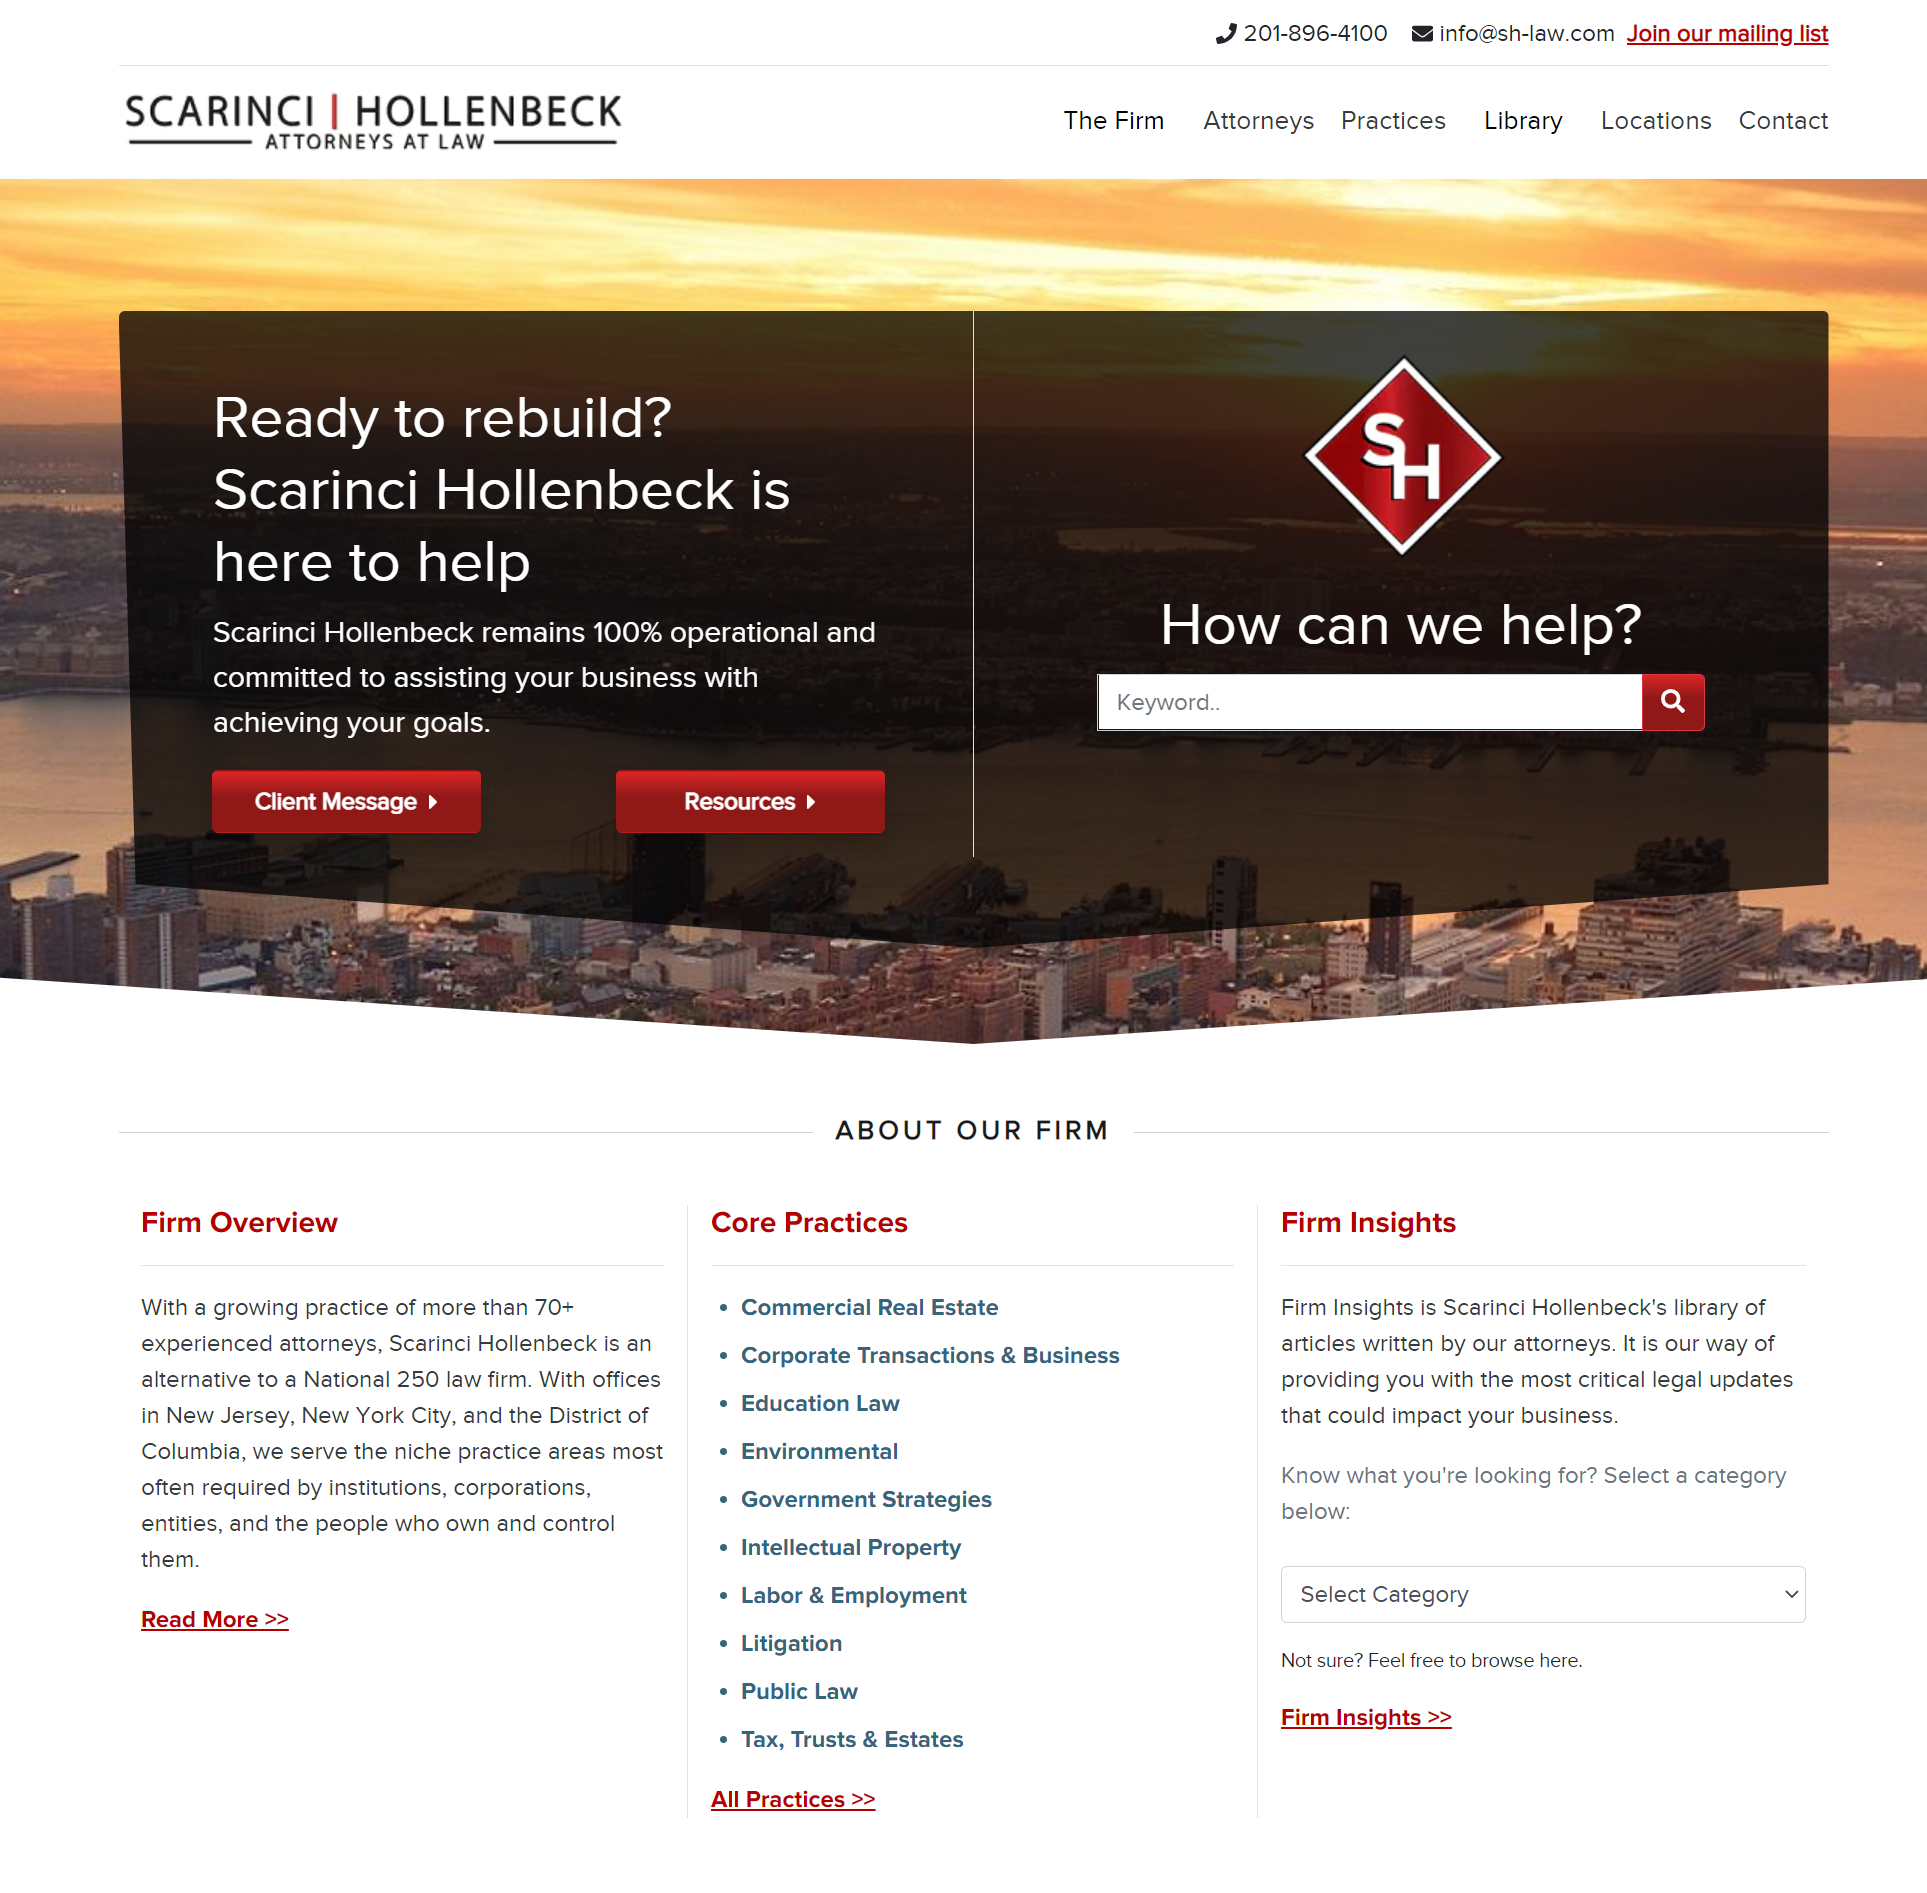 201-896-4100 info@sh-law.com Join our mailing list
SCARINCI | HOLLENBECK
ATTORNEYS AT LAW
The Firm Attorneys Practices Library Locations Contact
Ready to rebuild?
Scarinci Hollenbeck is
here to help
Scarinci Hollenbeck remains 100% operational and
committed to assisting your business with
achieving your goals.
Client Message
Resources
SH
How can we help?
Keyword..
ABOUT OUR FIRM
Firm Overview
With a growing practice of more than 70+
experienced attorneys, Scarinci Hollenbeck is an
alternative to a National 250 law firm. With offices
in New Jersey, New York City, and the District of
Columbia, we serve the niche practice areas most
often required by institutions, corporations,
entities, and the people who own and control
them.
Read More >>
Core Practices
• Commercial Real Estate
• Corporate Transactions & Business
• Education Law
• Environmental
• Government Strategies
• Intellectual Property
• Labor & Employment
• Litigation
• Public Law
• Tax, Trusts & Estates
All Practices >>
Firm Insights
Firm Insights is Scarinci Hollenbeck's library of
articles written by our attorneys. It is our way of
providing you with the most critical legal updates
that could impact your business.
Know what you're looking for? Select a category
below:
Select Category
Not sure? Feel free to browse here.
Firm Insights >>